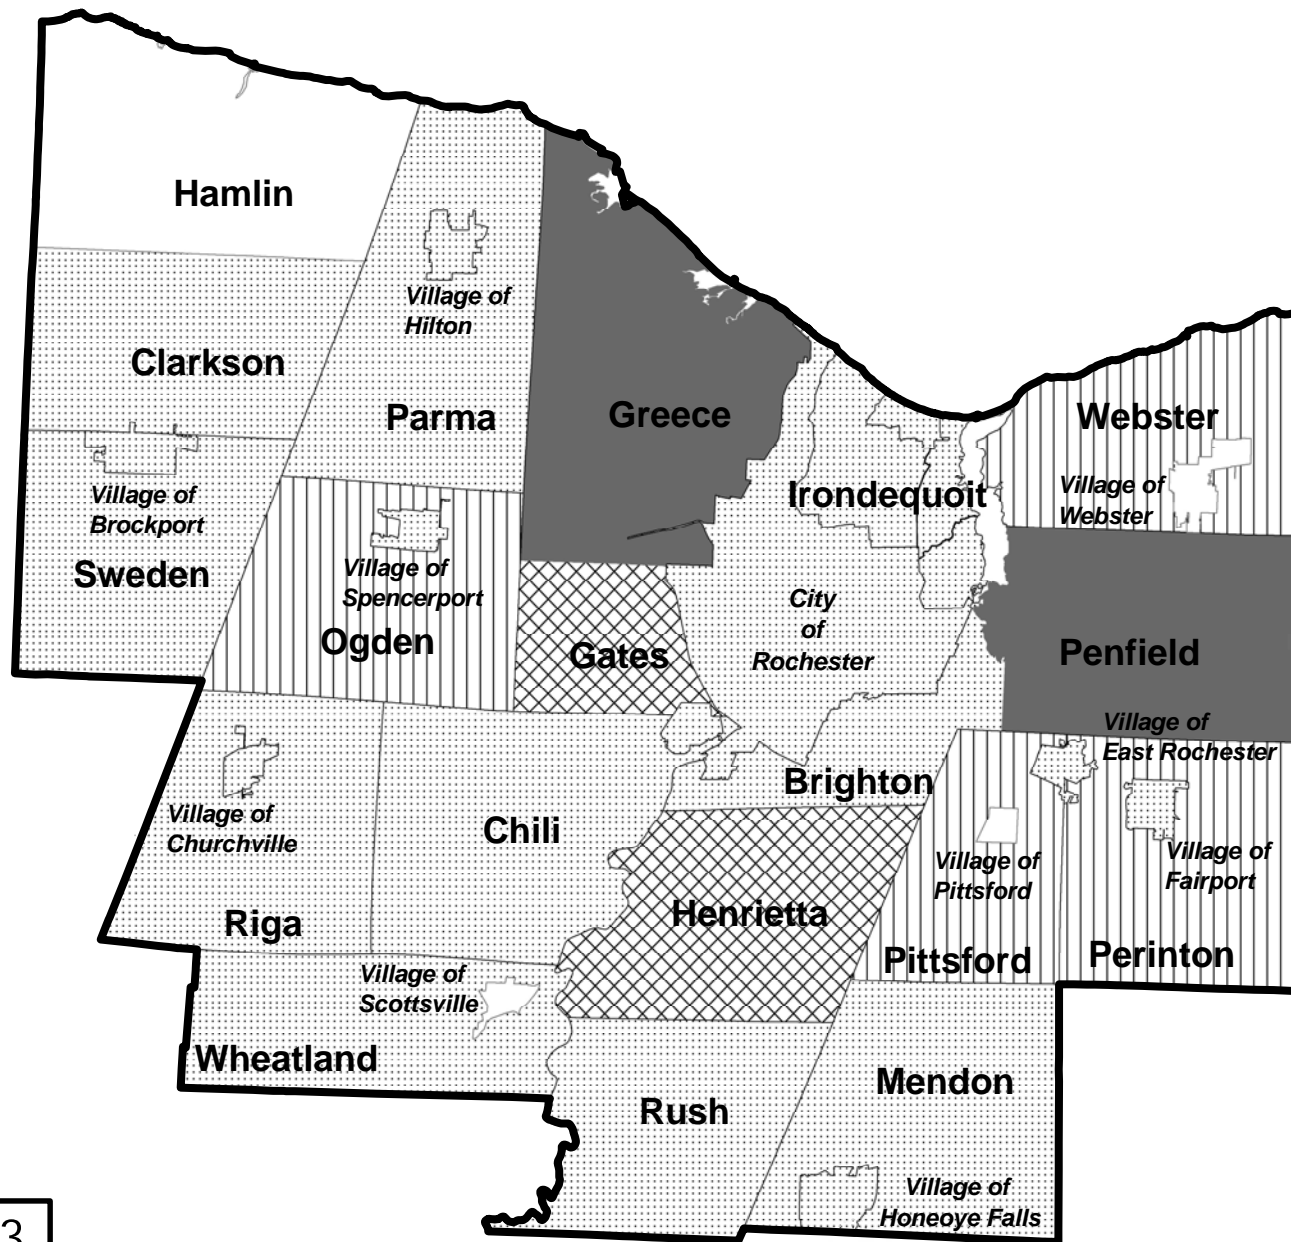 Hamlin
Village of
Hilton
Clarkson
Parma
Greece
Webster
Village of
Webster
Irondequoit
Village of
Brockport
Sweden
Village of
Spencerport
Ogden
Gates
City
of
Rochester
Penfield
Village of
East Rochester
Brighton
Village of
Churchville
Chili
Village of
Pittsford
Village of
Fairport
Riga
Henrietta
Pittsford
Perinton
Village of
Scottsville
Wheatland
Rush
Mendon
Village of
Honeoye Falls
3